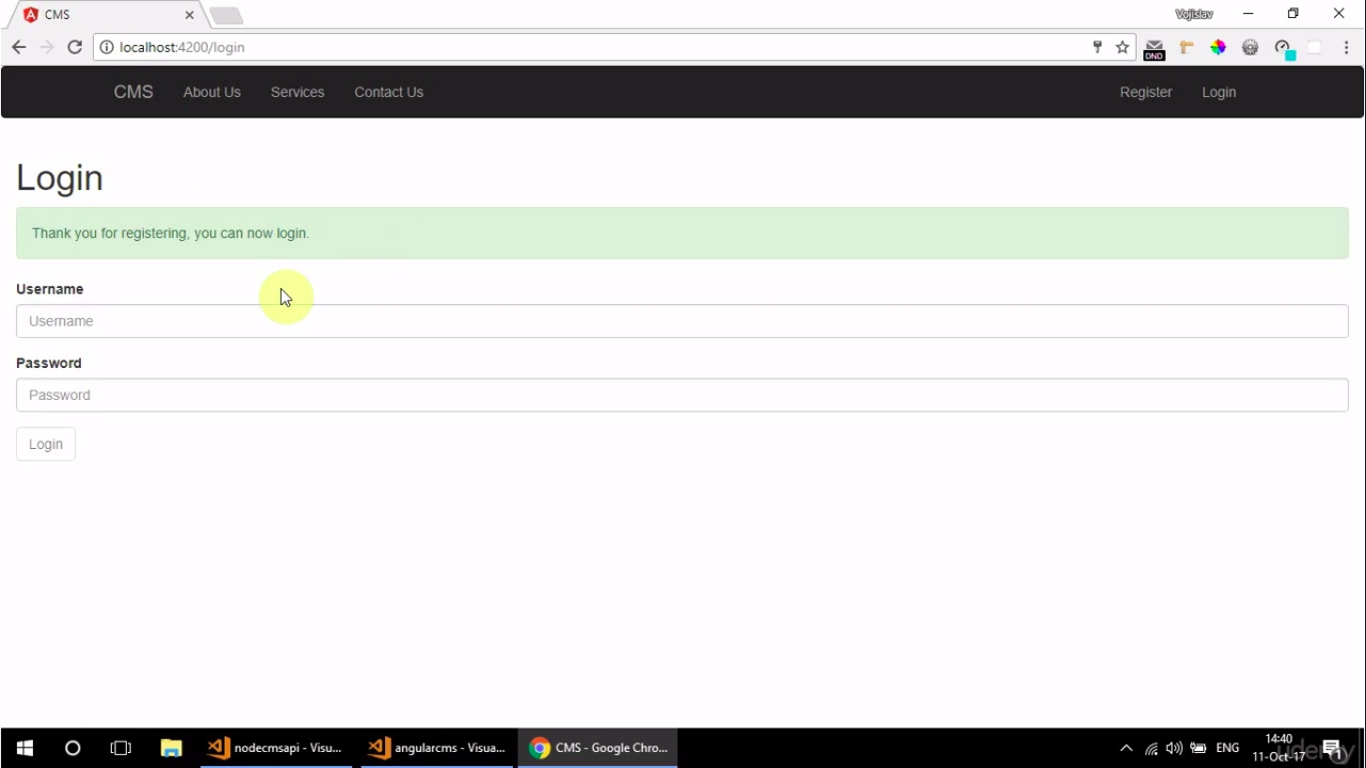 CMS
Vojislav
localhost:4200/login
DND
CMS About Us Services Contact Us Register Login
Login
Thank you for registering, you can now login.
Username
Username
Password
Password
Login
nodecmsapi - Visu... angularcms - Visua... CMS - Google Chro... ENG
14:40
11-Oct-17
udemy
1